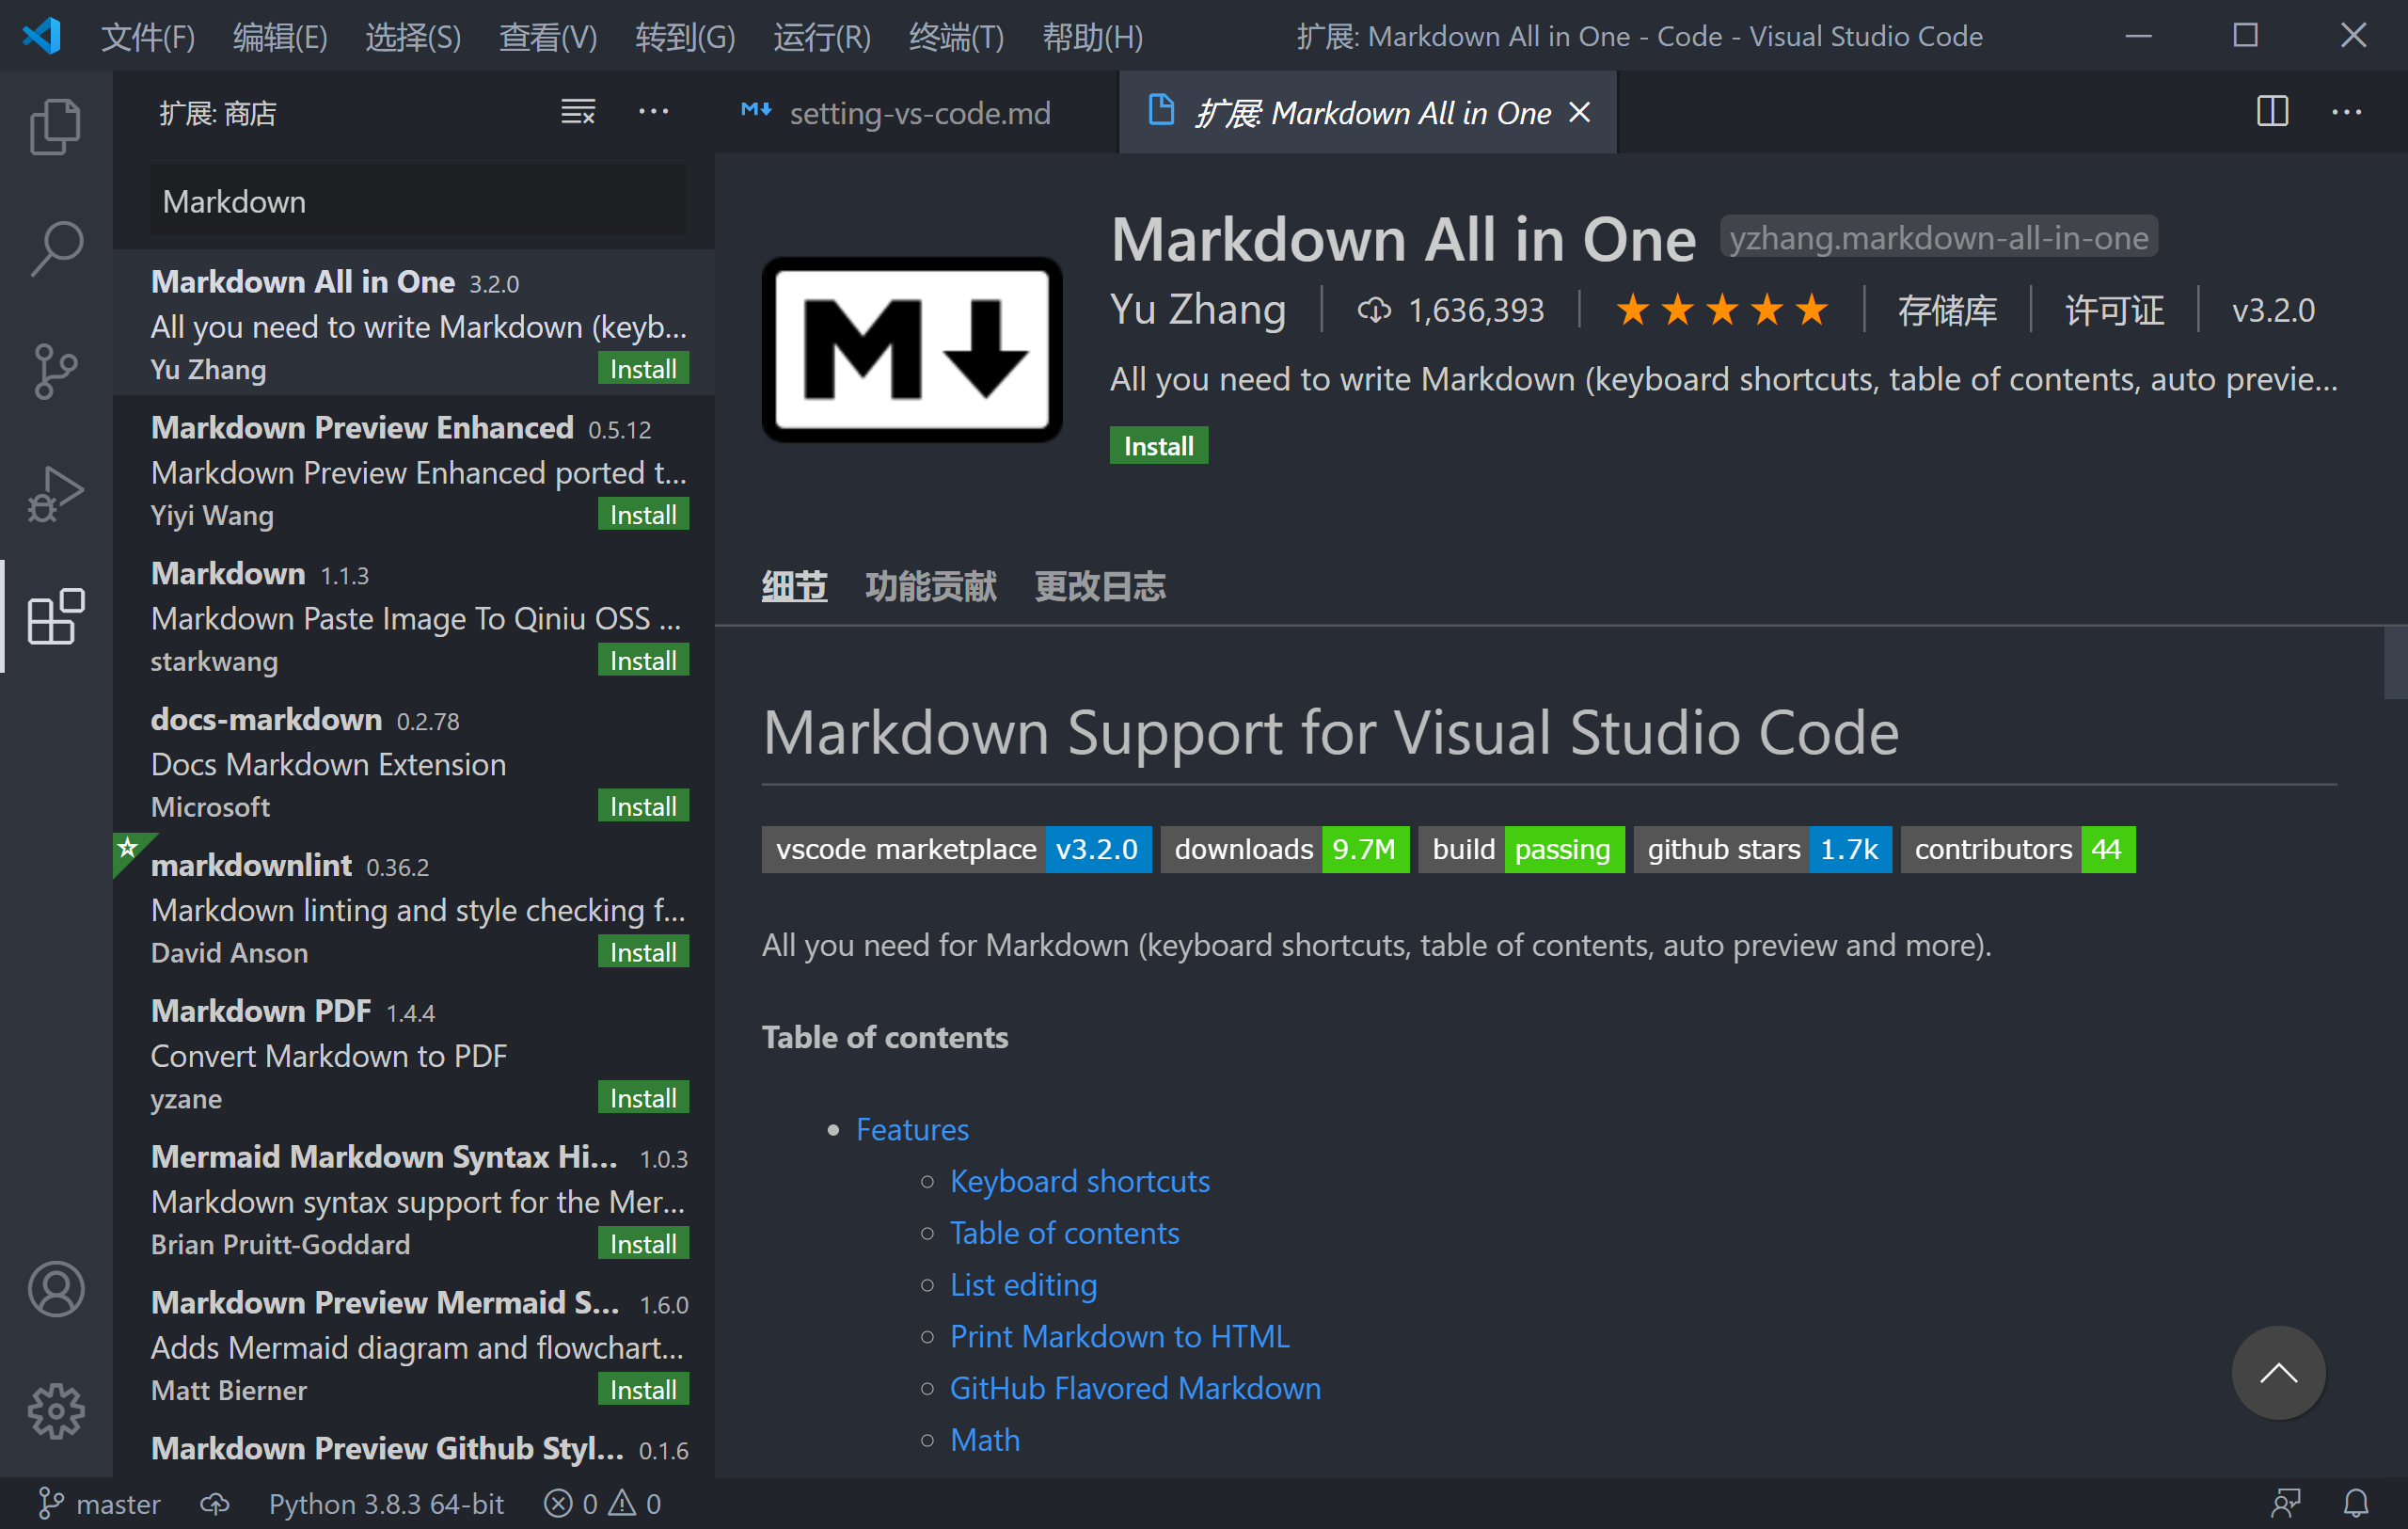 文件(F) 编辑(E) 选择(S) 查看(V) 转到(G) 运行(R) 终端(T) 帮助(H) 扩展: Markdown All in One - Code - Visual Studio Code
扩展: 商店
setting-vs-code.md
扩展: Markdown All in One
Markdown
Markdown All in One 3.2.0
All you need to write Markdown (keyb...
Yu Zhang Install
Markdown Preview Enhanced 0.5.12
Markdown Preview Enhanced ported t...
Yiyi Wang Install
Markdown 1.1.3
Markdown Paste Image To Qiniu OSS ...
starkwang Install
docs-markdown 0.2.78
Docs Markdown Extension
Microsoft Install
markdownlint 0.36.2
Markdown linting and style checking f...
David Anson Install
Markdown PDF 1.4.4
Convert Markdown to PDF
yzane Install
Mermaid Markdown Syntax Hi... 1.0.3
Markdown syntax support for the Mer...
Brian Pruitt-Goddard Install
Markdown Preview Mermaid S... 1.6.0
Adds Mermaid diagram and flowchart...
Matt Bierner Install
Markdown Preview Github Styl... 0.1.6
Markdown All in One yzhang.markdown-all-in-one
Yu Zhang 1,636,393 ★★★★★ 存储库 许可证 v3.2.0
All you need to write Markdown (keyboard shortcuts, table of contents, auto previe...
Install
M
细节 功能贡献 更改日志
Markdown Support for Visual Studio Code
vscode marketplace v3.2.0 downloads 9.7M build passing github stars 1.7k contributors 44
All you need for Markdown (keyboard shortcuts, table of contents, auto preview and more).
Table of contents
Features
Keyboard shortcuts
Table of contents
List editing
Print Markdown to HTML
GitHub Flavored Markdown
Math
master Python 3.8.3 64-bit 0 0